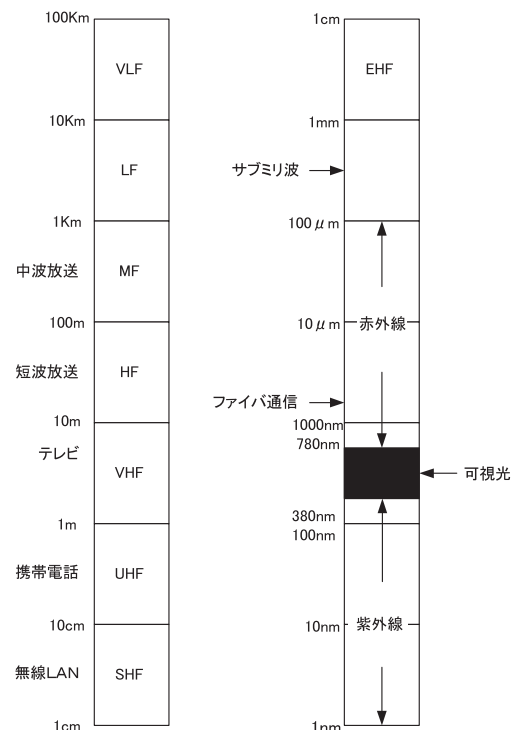 100Km
VLF
10Km
LF
1Km
中波放送
MF
100m
短波放送
HF
10m
テレビ
VHF
1m
携帯電話
UHF
10cm
無線LAN
SHF
1cm
1cm
EHF
1mm
サブミリ波
100μm
10μm
赤外線
ファイバ通信
1000nm
780nm
可視光
380nm
100nm
10nm
紫外線
1nm